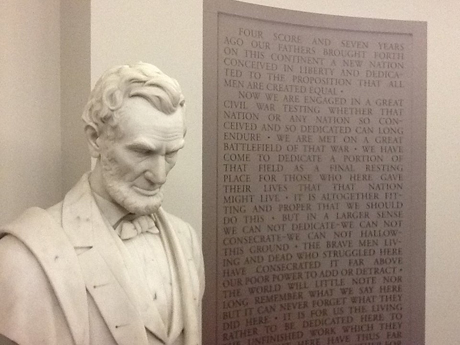 FOUR SCORE AND SEVEN YEARS
AGO OUR FATHERS BROUGHT FORTH
ON THIS CONTINENT A NEW NATION
CONCEIVED IN LIBERTY AND DEDICA-
TED TO THE PROPOSITION THAT ALL
MEN ARE CREATED EQUAL •
NOW WE ARE ENGAGED IN A GREAT
CIVIL WAR TESTING WHETHER THAT
NATION OR ANY NATION SO CON-
CEIVED AND SO DEDICATED CAN LONG
ENDURE • WE ARE MET ON A GREAT
BATTLEFIELD OF THAT WAR • WE HAVE
COME TO DEDICATE A PORTION OF
THAT FIELD AS A FINAL RESTING
PLACE FOR THOSE WHO HERE GAVE
THEIR LIVES THAT THAT NATION
MIGHT LIVE • IT IS ALTOGETHER FIT-
TING AND PROPER THAT WE SHOULD
DO THIS • BUT IN A LARGER SENSE
WE CAN NOT DEDICATE-WE CAN NOT
CONSECRATE-WE CAN NOT HALLOW-
THIS GROUND • THE BRAVE MEN LIV-
ING AND DEAD WHO STRUGGLED HERE
HAVE CONSECRATED IT FAR ABOVE
OUR POOR POWER TO ADD OR DETRACT •
THE WORLD WILL LITTLE NOTE NOR
LONG REMEMBER WHAT WE SAY HERE
BUT IT CAN NEVER FORGET WHAT THEY
DID HERE • IT IS FOR US THE LIVING
RATHER TO BE DEDICATED HERE TO
THE UNFINISHED WORK WHICH THEY
HERE HAVE THUS FAR